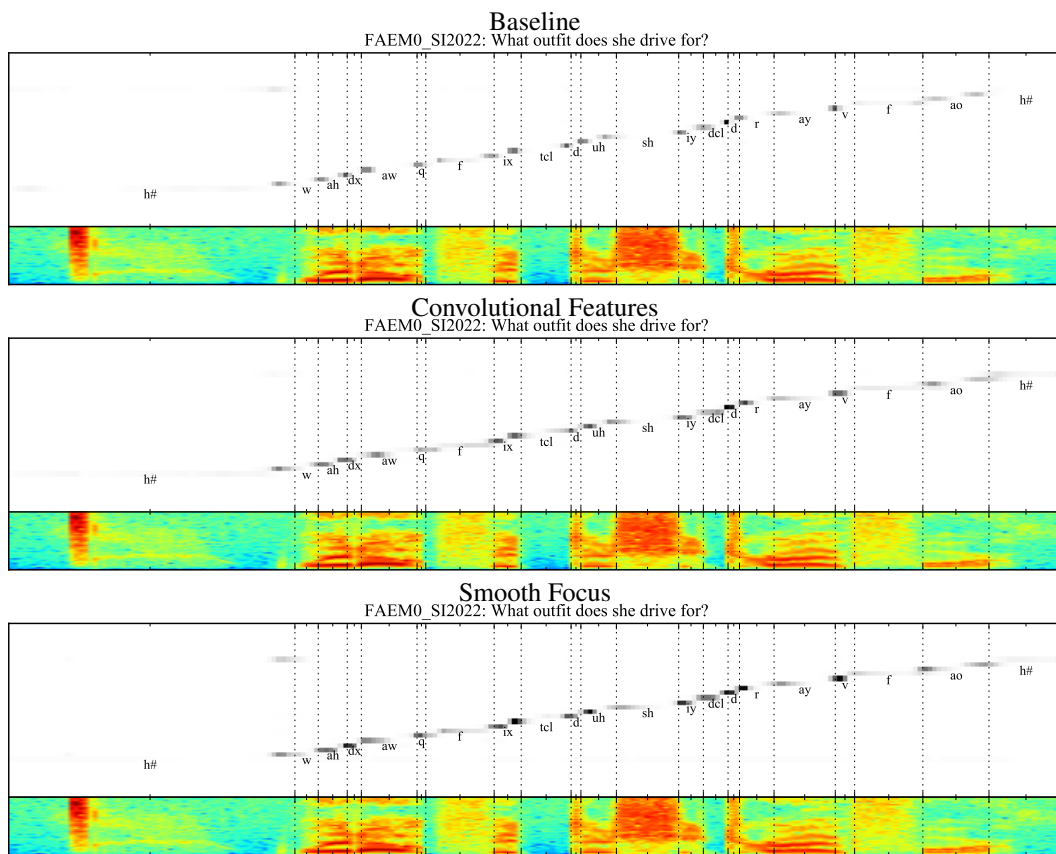 Baseline
FAEM0_SI2022: What outfit does she drive for?
h# w ah dx aw q f ix tcl d uh sh iy dcl d r ay v f ao h#
Convolutional Features
FAEM0_SI2022: What outfit does she drive for?
h# w ah dx aw q f ix tcl d uh sh iy dcl d r ay v f ao h#
Smooth Focus
FAEM0_SI2022: What outfit does she drive for?
h# w ah dx aw q f ix tcl d uh sh iy dcl d r ay v f ao h#